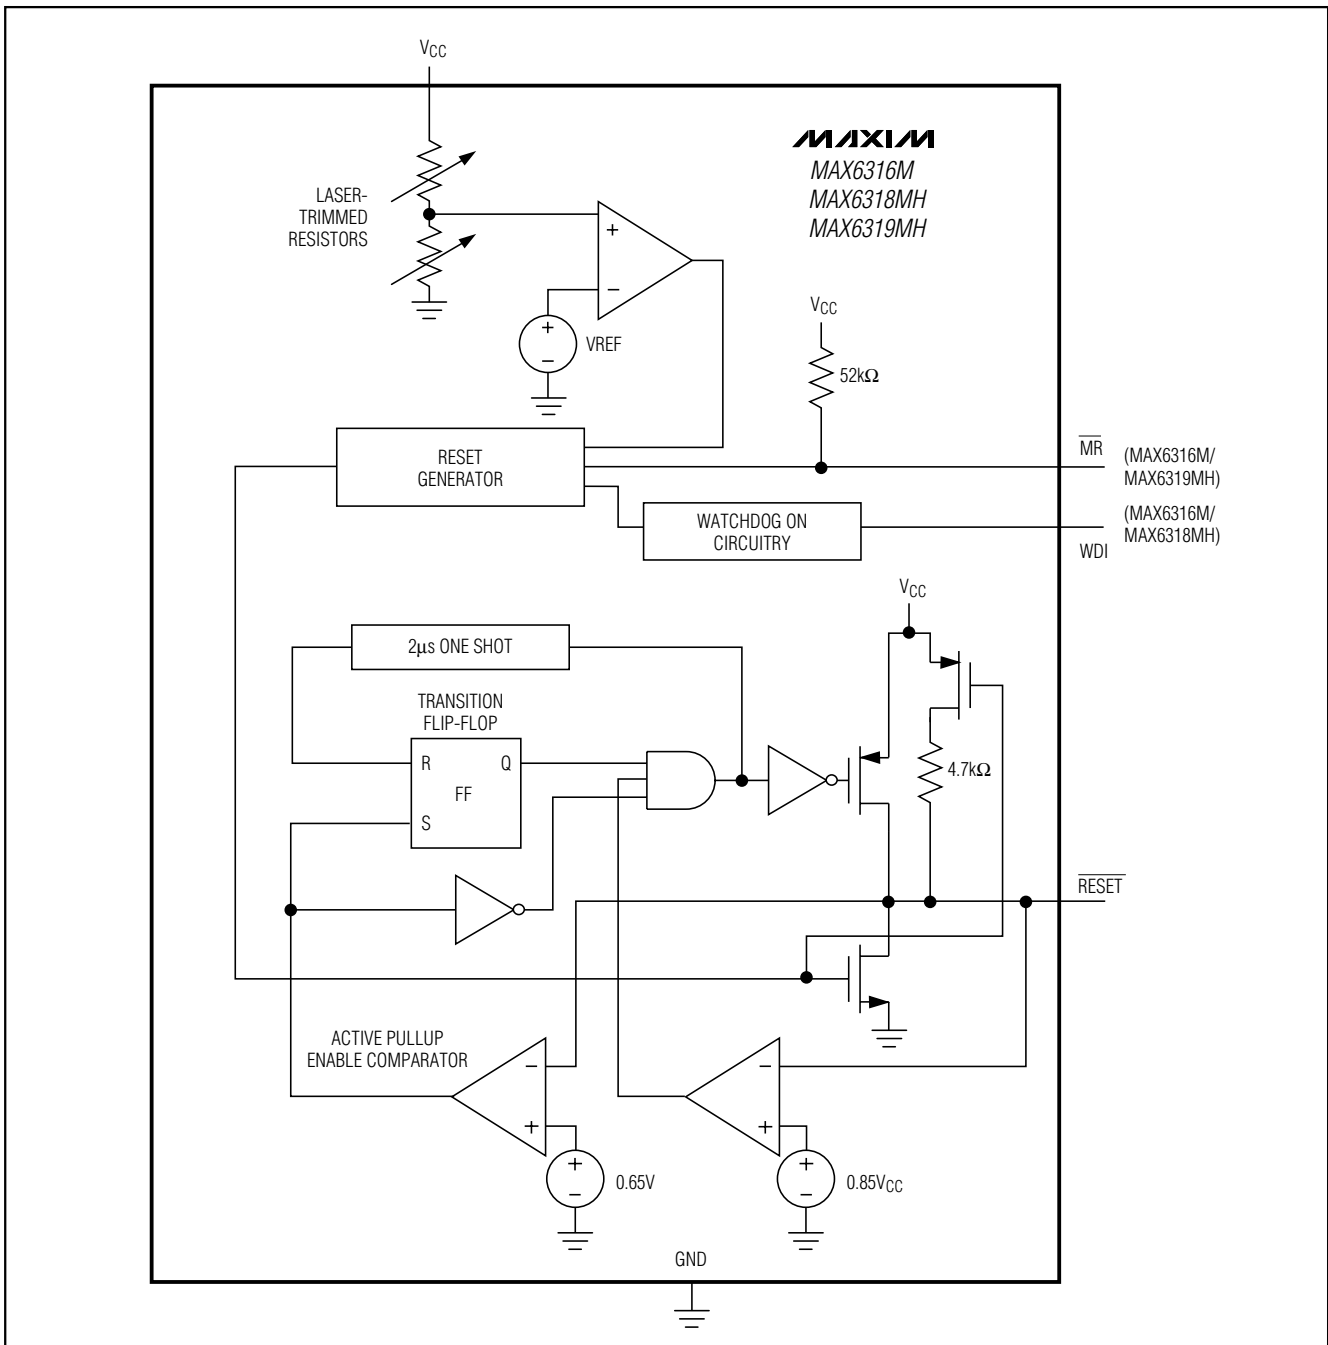 VCC
MAXIM
MAX6316M
MAX6318MH
MAX6319MH
LASER-
TRIMMED
RESISTORS
+
−
+
−
VREF
VCC
52kΩ
RESET
GENERATOR
MR
(MAX6316M/
MAX6319MH)
WATCHDOG ON
CIRCUITRY
WDI
(MAX6316M/
MAX6318MH)
VCC
2µs ONE SHOT
TRANSITION
FLIP-FLOP
R
Q
FF
S
4.7kΩ
RESET
ACTIVE PULLUP
ENABLE COMPARATOR
−
+
+
−
0.65V
−
+
+
−
0.85VCC
GND